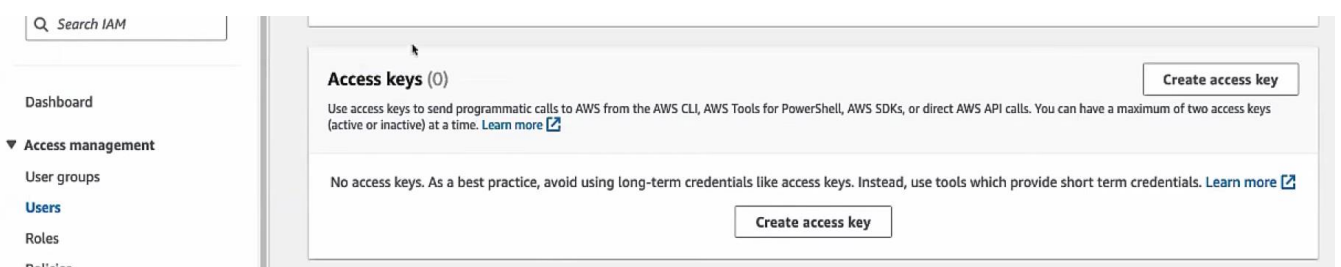 Search IAM
Dashboard
Access management
User groups
Users
Roles
Access keys (0)
Create access key
Use access keys to send programmatic calls to AWS from the AWS CLI, AWS Tools for PowerShell, AWS SDKs, or direct AWS API calls. You can have a maximum of two access keys
(active or inactive) at a time. Learn more
No access keys. As a best practice, avoid using long-term credentials like access keys. Instead, use tools which provide short term credentials. Learn more
Create access key